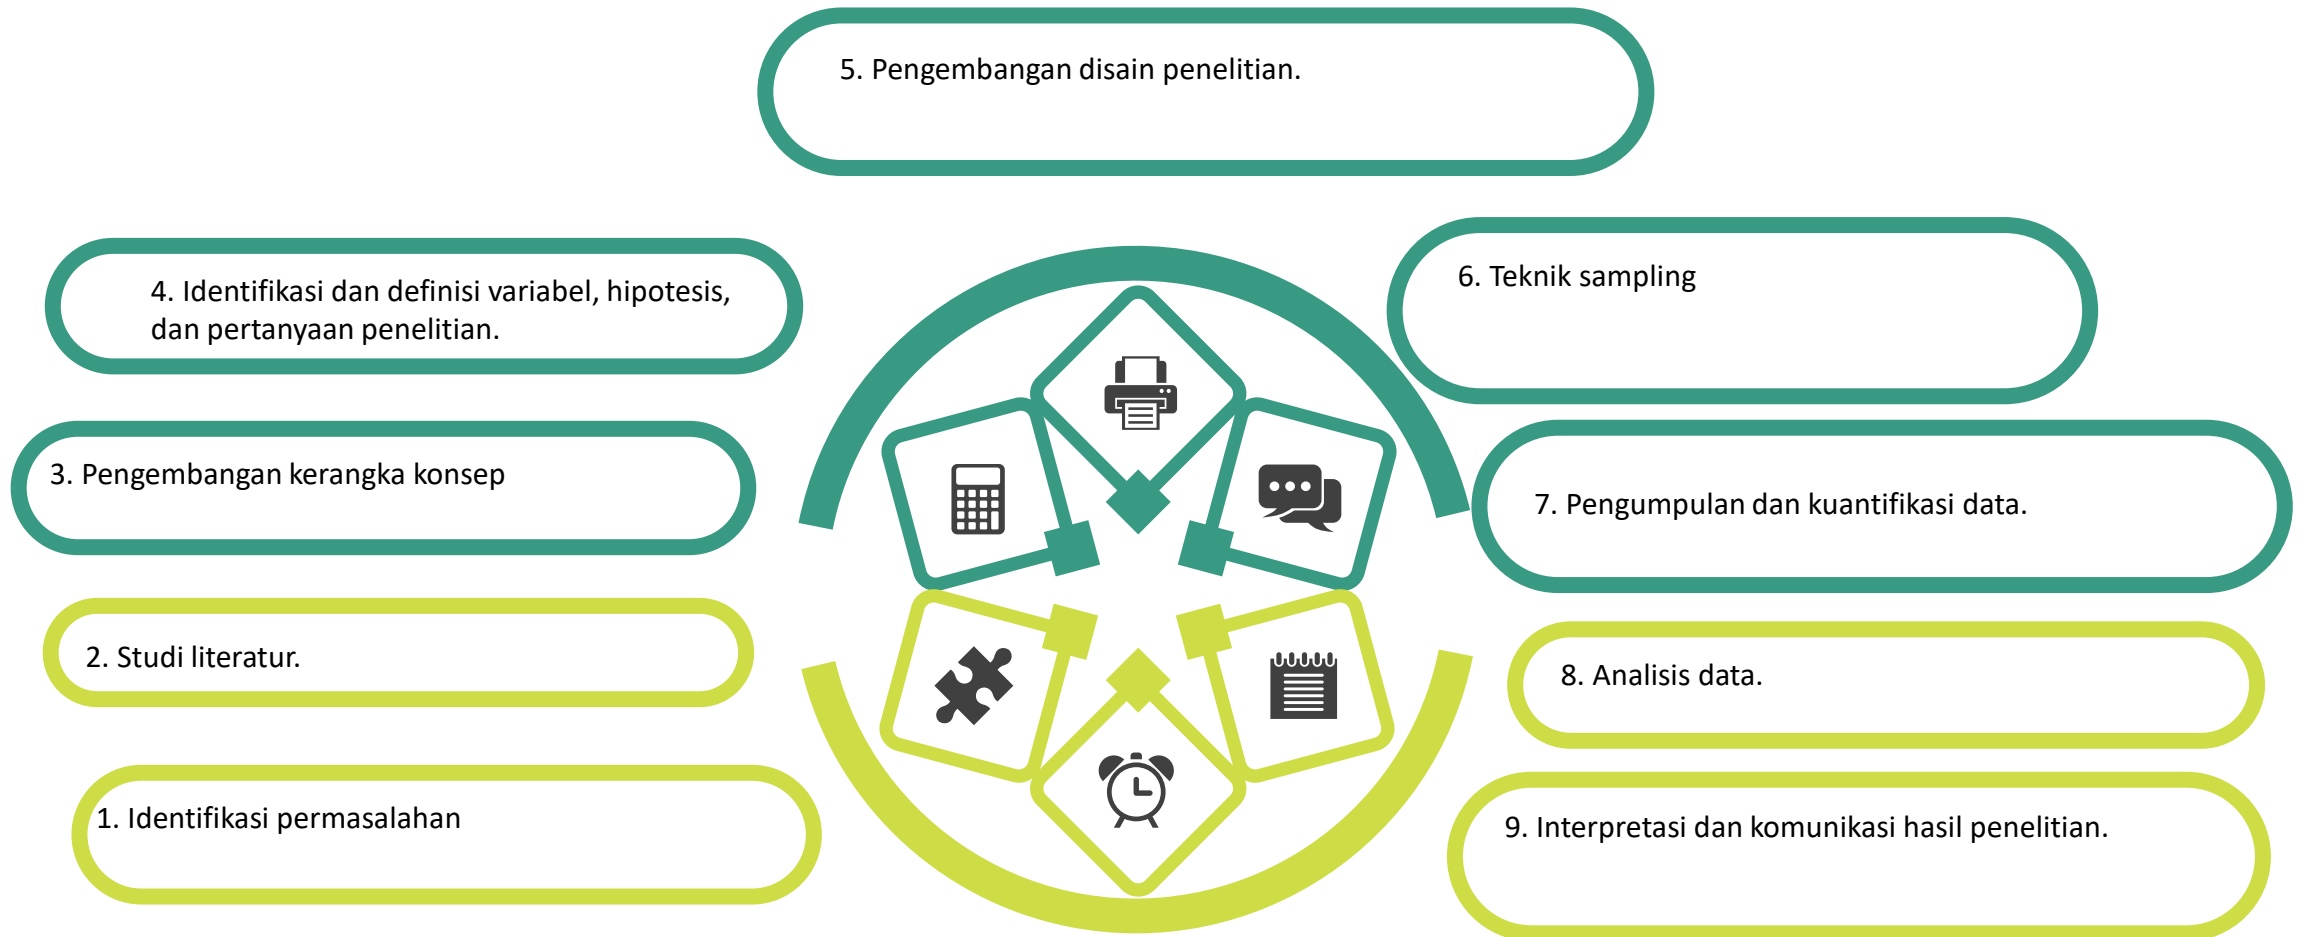 5. Pengembangan disain penelitian.
4. Identifikasi dan definisi variabel, hipotesis,
dan pertanyaan penelitian.
6. Teknik sampling
3. Pengembangan kerangka konsep
7. Pengumpulan dan kuantifikasi data.
2. Studi literatur.
8. Analisis data.
1. Identifikasi permasalahan
9. Interpretasi dan komunikasi hasil penelitian.